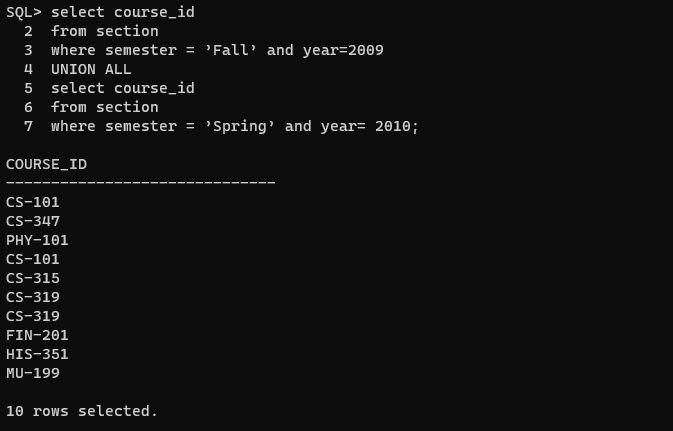 SQL> select course_id
2 from section
3 where semester = ’Fall’ and year=2009
4 UNION ALL
5 select course_id
6 from section
7 where semester = ’Spring’ and year= 2010;
COURSE_ID
------------------------------
CS-101
CS-347
PHY-101
CS-101
CS-315
CS-319
CS-319
FIN-201
HIS-351
MU-199
10 rows selected.